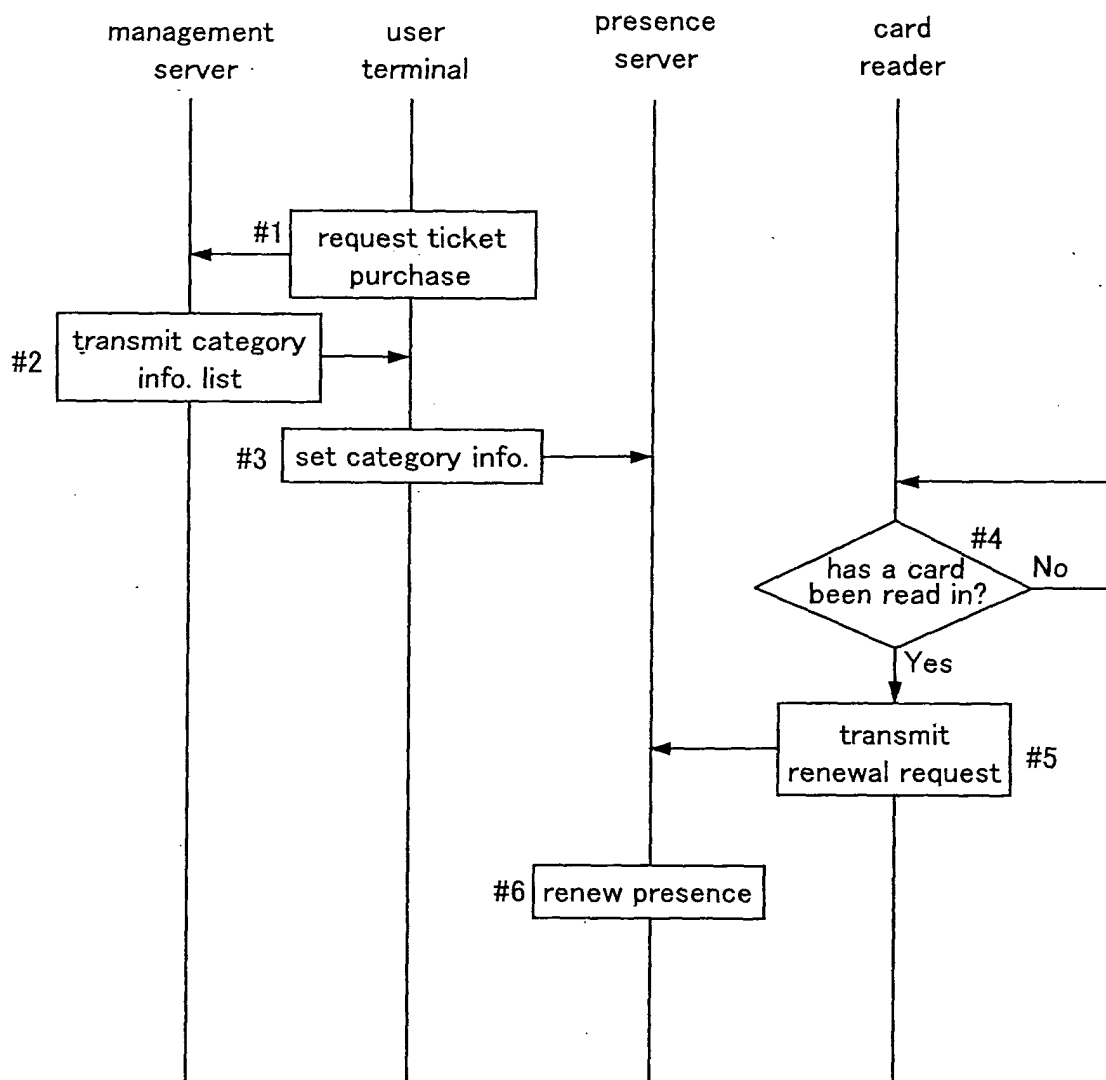 management
server
user
terminal
presence
server
card
reader
#1
request ticket
purchase
#2
transmit category
info. list
#3
set category info.
#4
has a card
been read in?
No
Yes
transmit
renewal request
#5
#6
renew presence